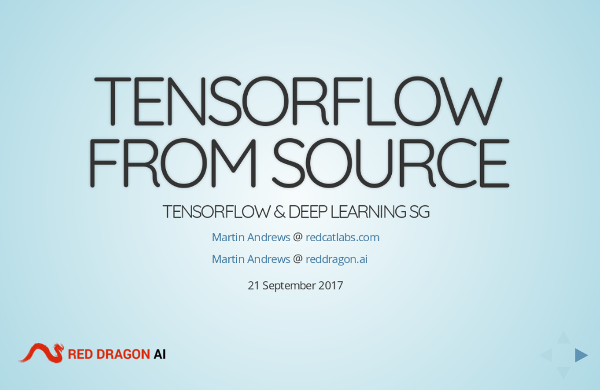 TENSORFLOW
FROM SOURCE
TENSORFLOW & DEEP LEARNING SG
Martin Andrews @ redcatlabs.com
Martin Andrews @ reddragon.ai
21 September 2017
RED DRAGON AI